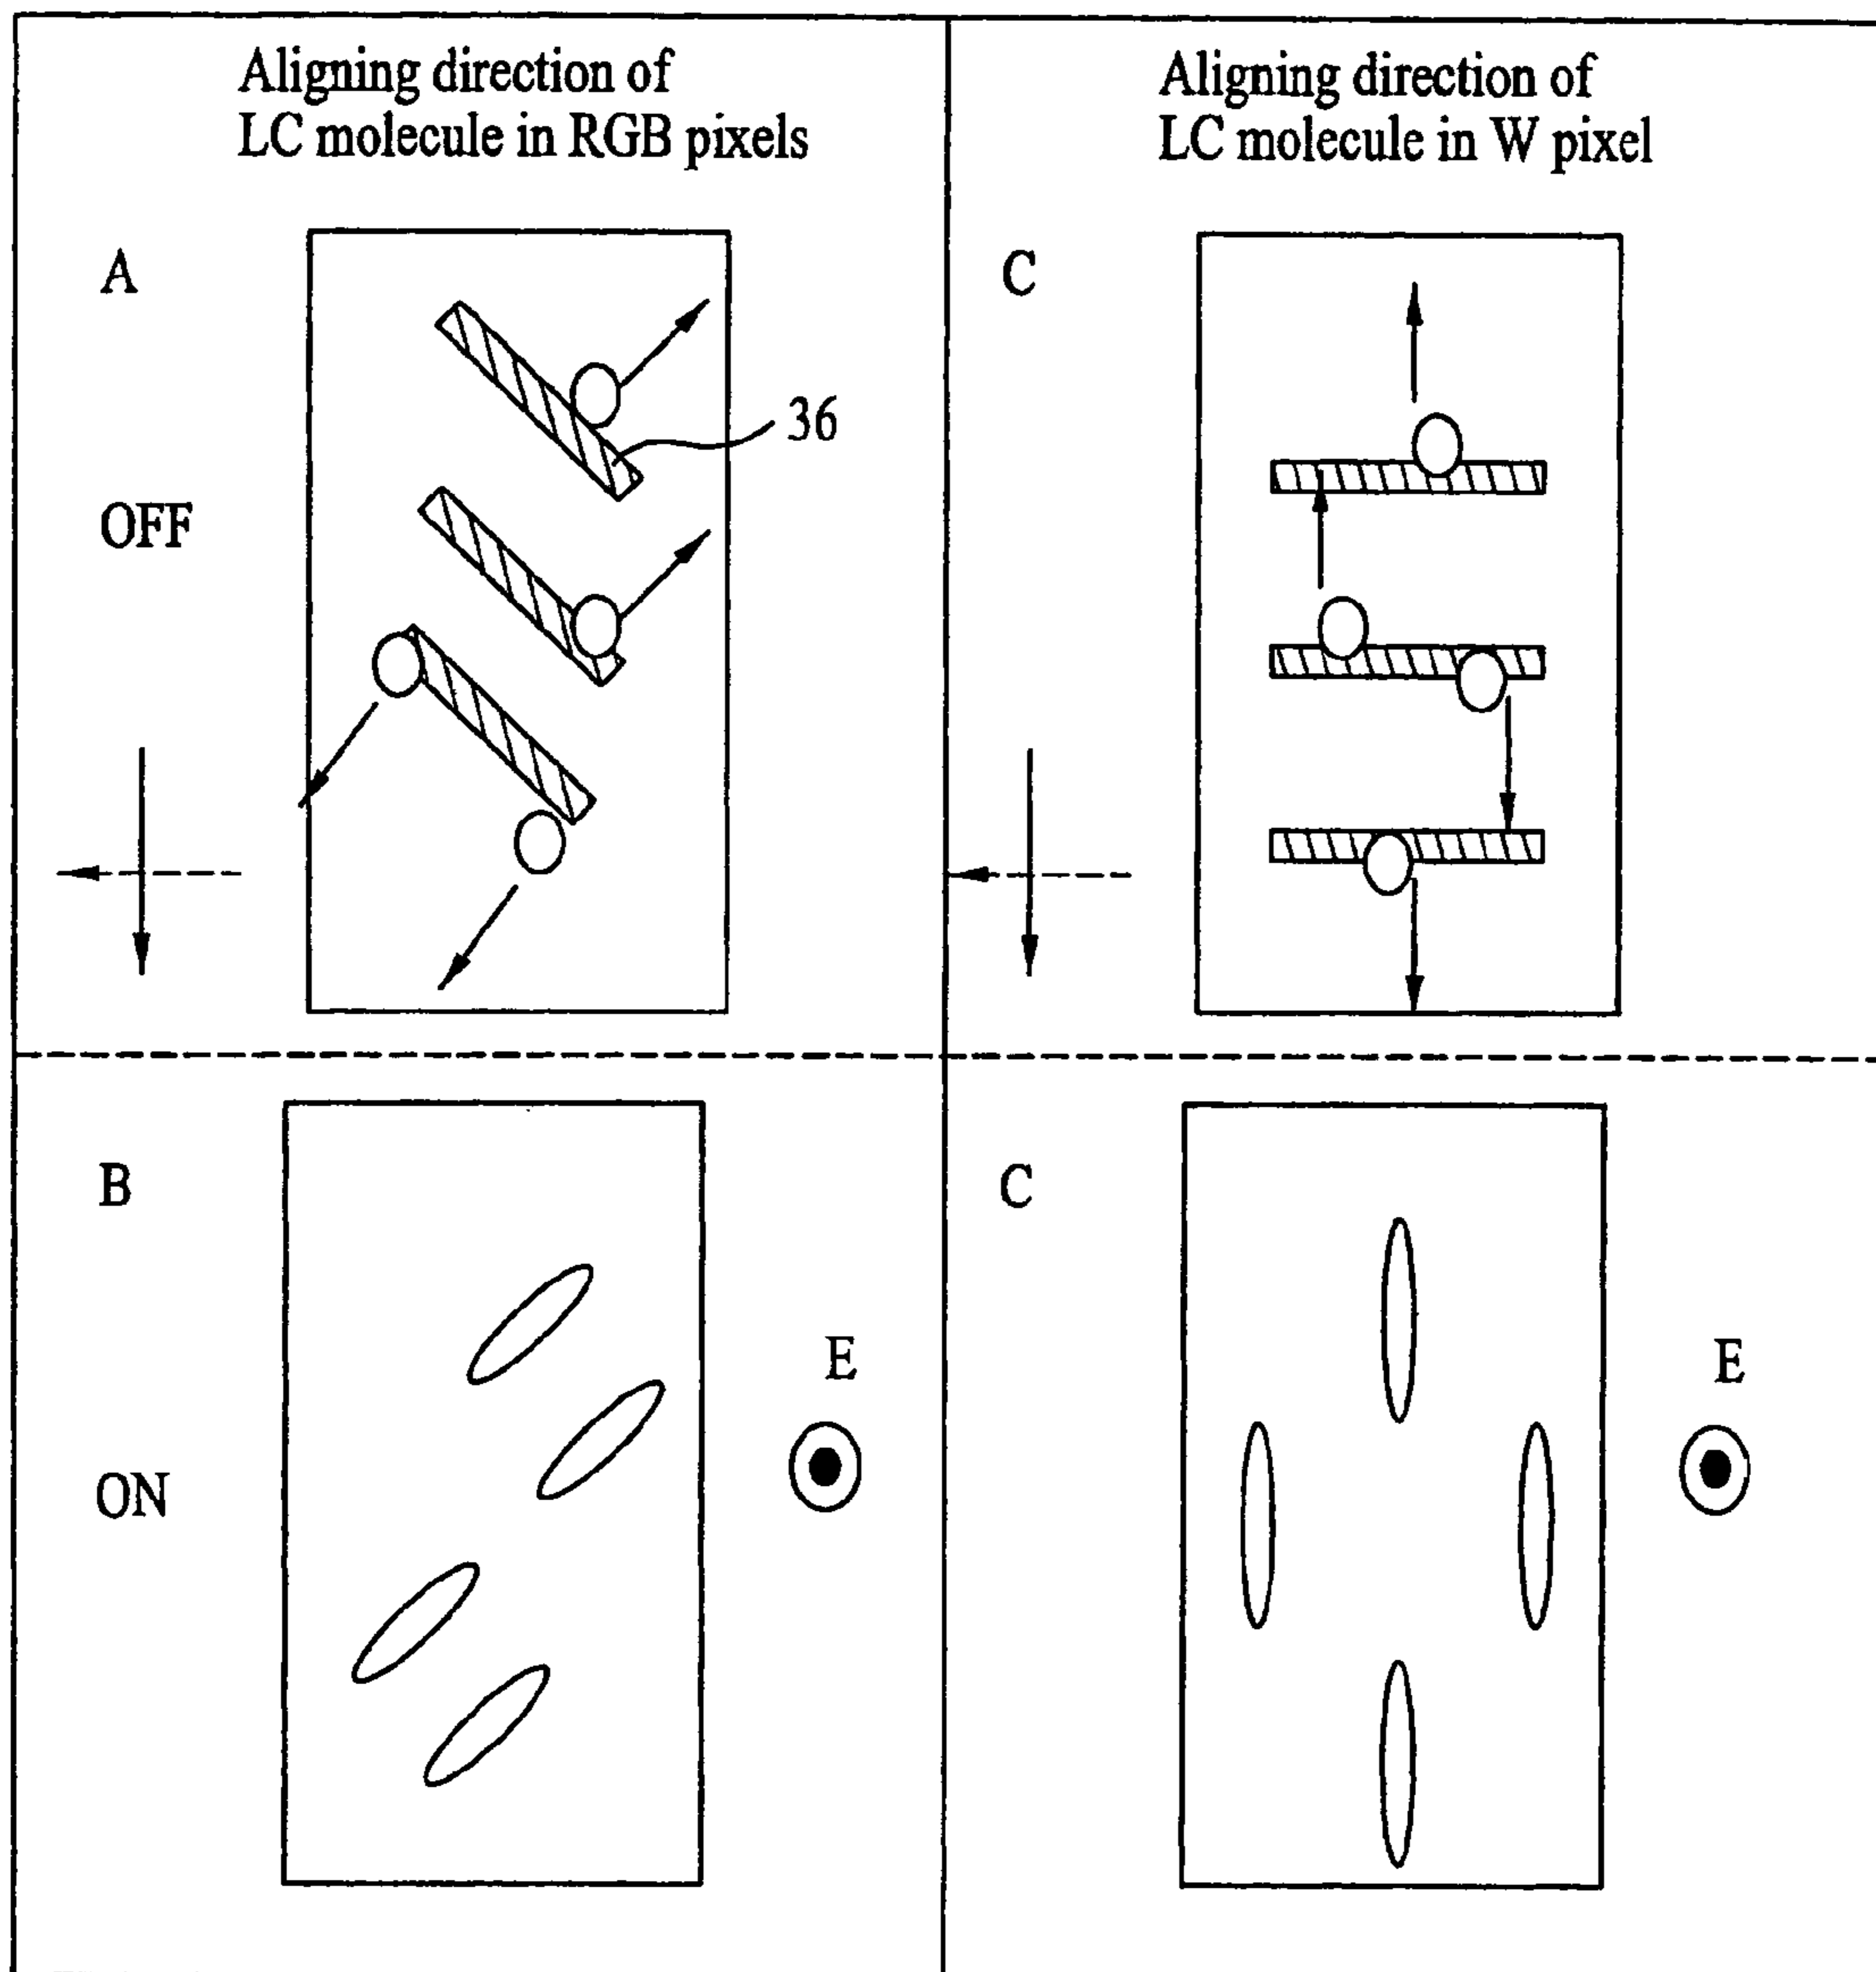 Aligning direction of
LC molecule in RGB pixels
Aligning direction of
LC molecule in W pixel
A
C
36
OFF
B
C
E
E
ON